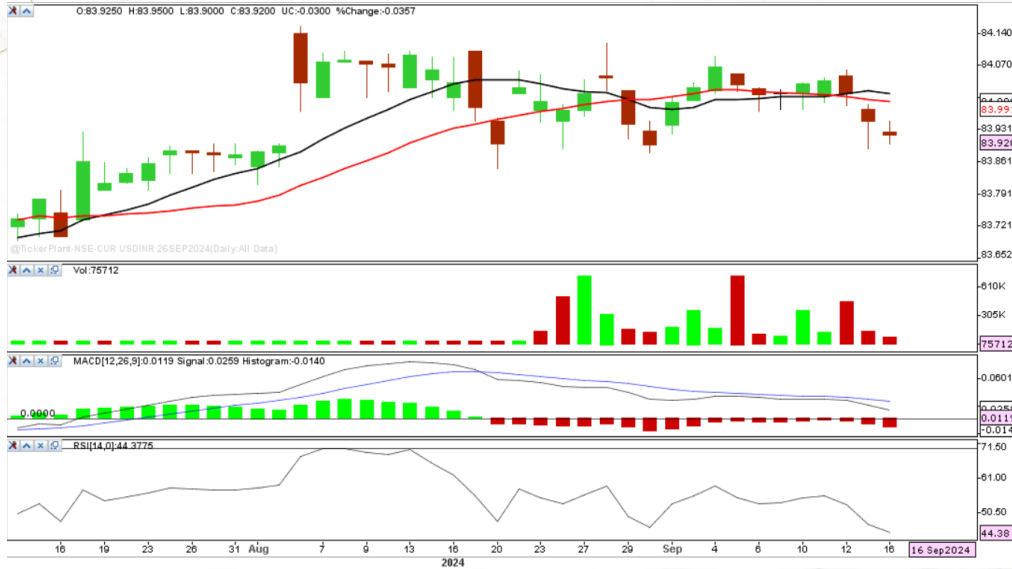 O:83.9250 H:83.9500 L:83.9000 C:83.9200 UC:-0.0300 %Change:-0.0357
84.140
84.070
83.99
83.931
83.920
83.861
83.791
83.721
83.652
@TickerPlant-NSE-CUR USDINR 26SEP2024(Daily:All Data)
Vol:75712
610K
305K
75712
MACD[12,26,9]:0.0119 Signal:0.0259 Histogram:-0.0140
0.0601
0.0000
0.0119
-0.014
RSI[14,0]:44.3775
71.50
61.00
50.50
44.38
16 19 23 26 31 Aug 7 9 13 16 20 23 27 29 Sep 4 6 10 12 16 16 Sep2024
2024